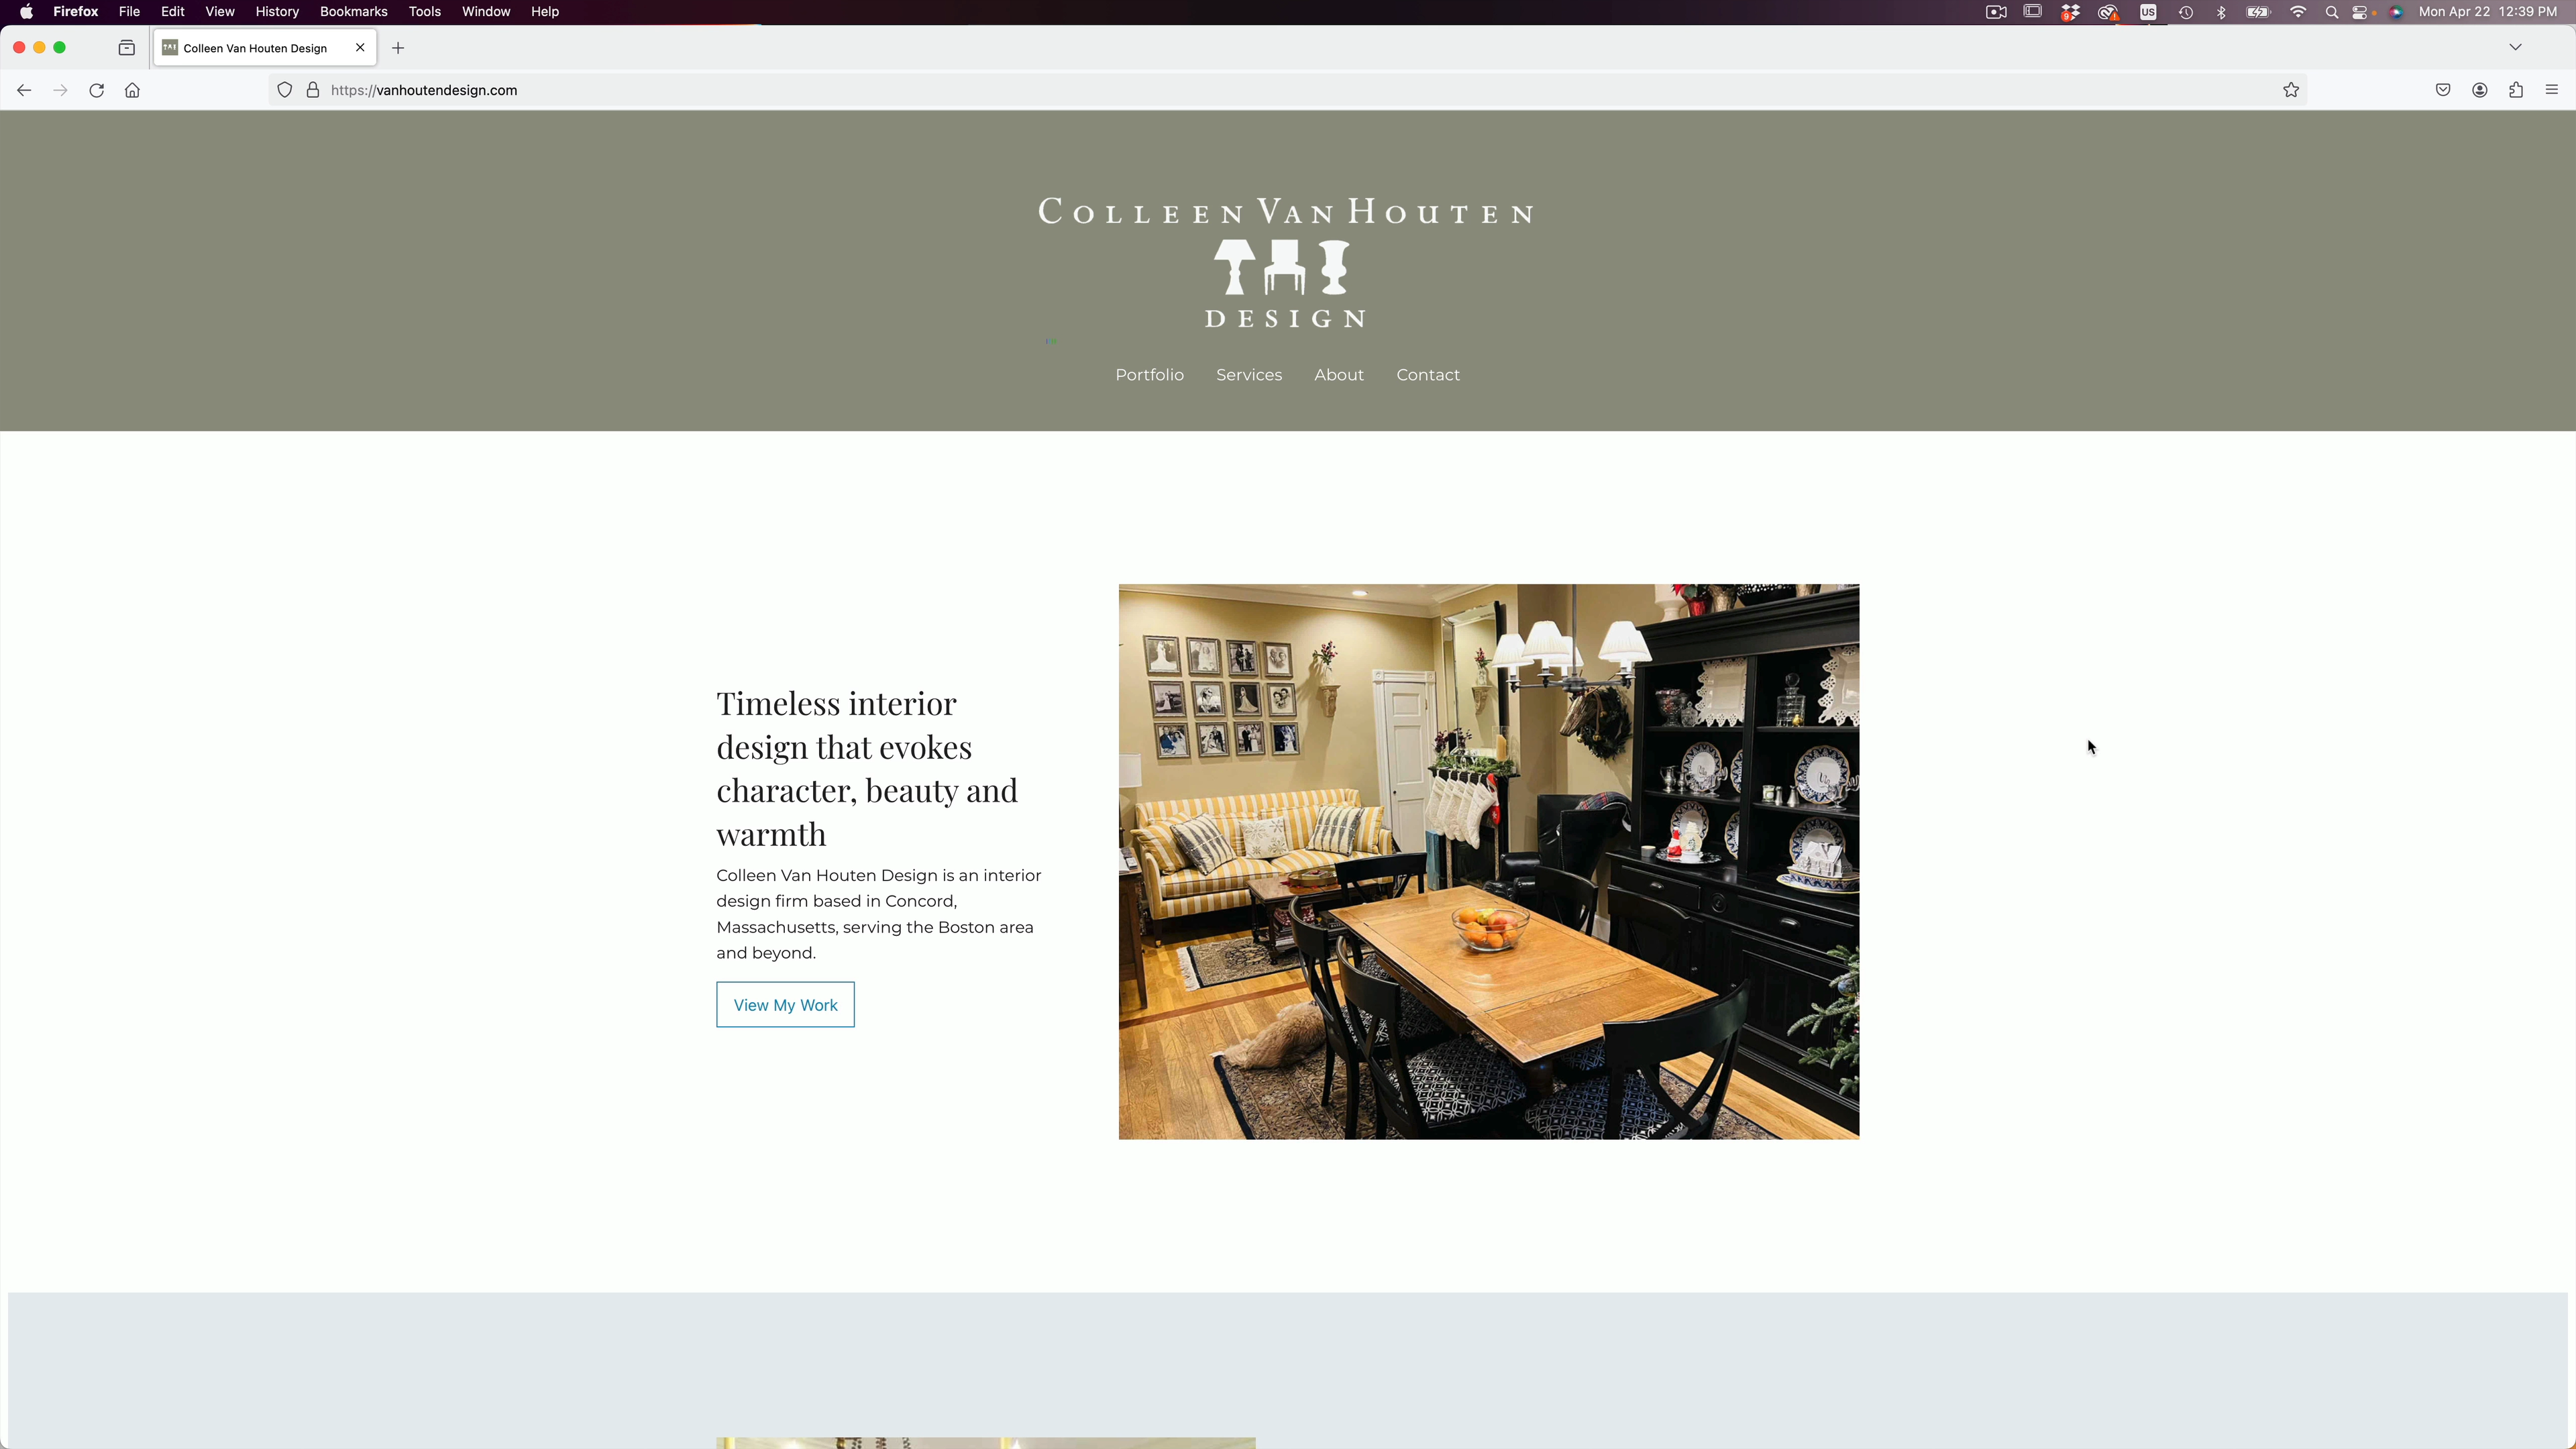 Firefox File Edit View History Bookmarks Tools Window Help
9
US
Mon Apr 22 12:39 PM
Colleen Van Houten Design
https://vanhoutendesign.com
COLLEEN VAN HOUTEN
DESIGN
Portfolio Services About Contact
Timeless interior
design that evokes
character, beauty and
warmth
Colleen Van Houten Design is an interior
design firm based in Concord,
Massachusetts, serving the Boston area
and beyond.
View My Work